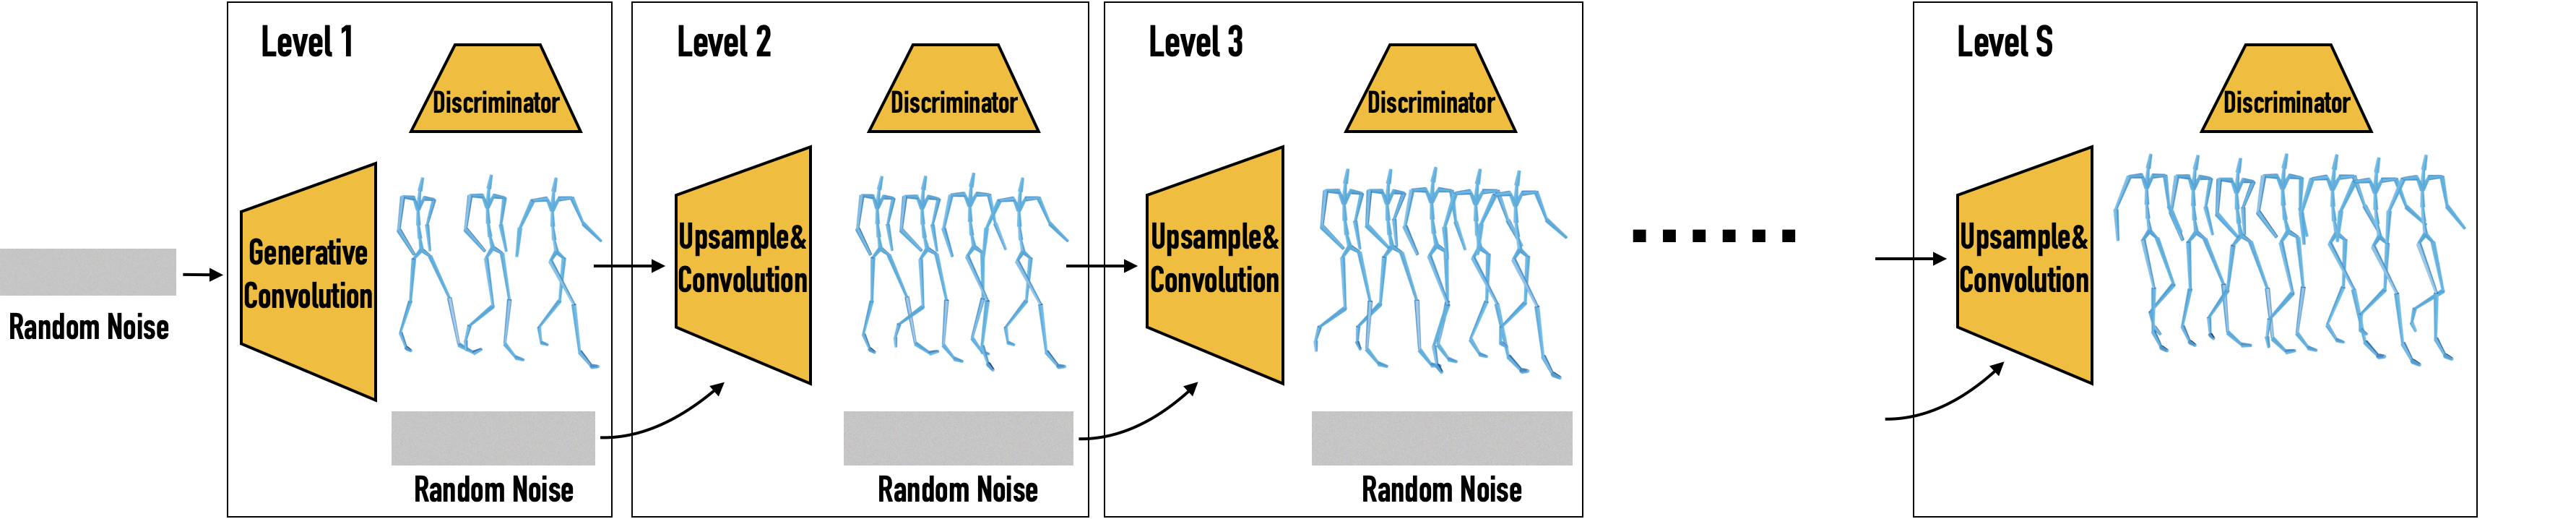 Level 1
Discriminator
Generative
Convolution
Random Noise
Random Noise
Level 2
Discriminator
Upsample&
Convolution
Random Noise
Level 3
Discriminator
Upsample&
Convolution
Random Noise
Level S
Discriminator
Upsample&
Convolution